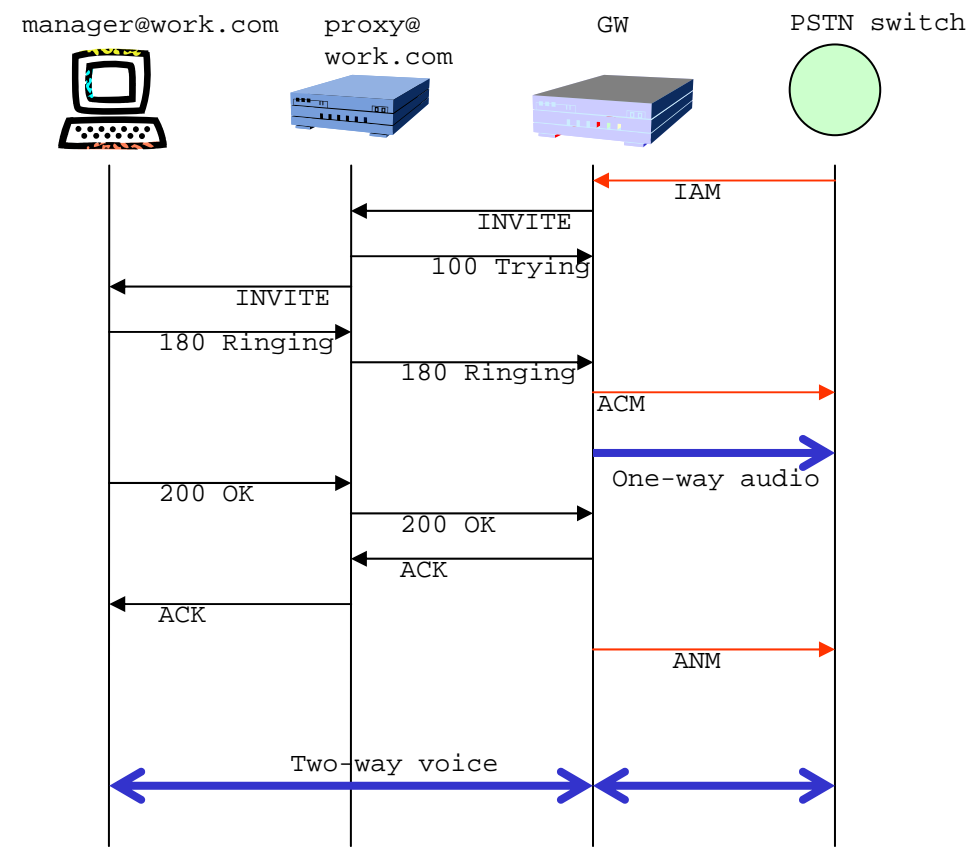 manager@work.com
proxy@
work.com
GW
PSTN switch
IAM
INVITE
100 Trying
INVITE
180 Ringing
180 Ringing
ACM
One-way audio
200 OK
200 OK
ACK
ACK
ANM
Two-way voice